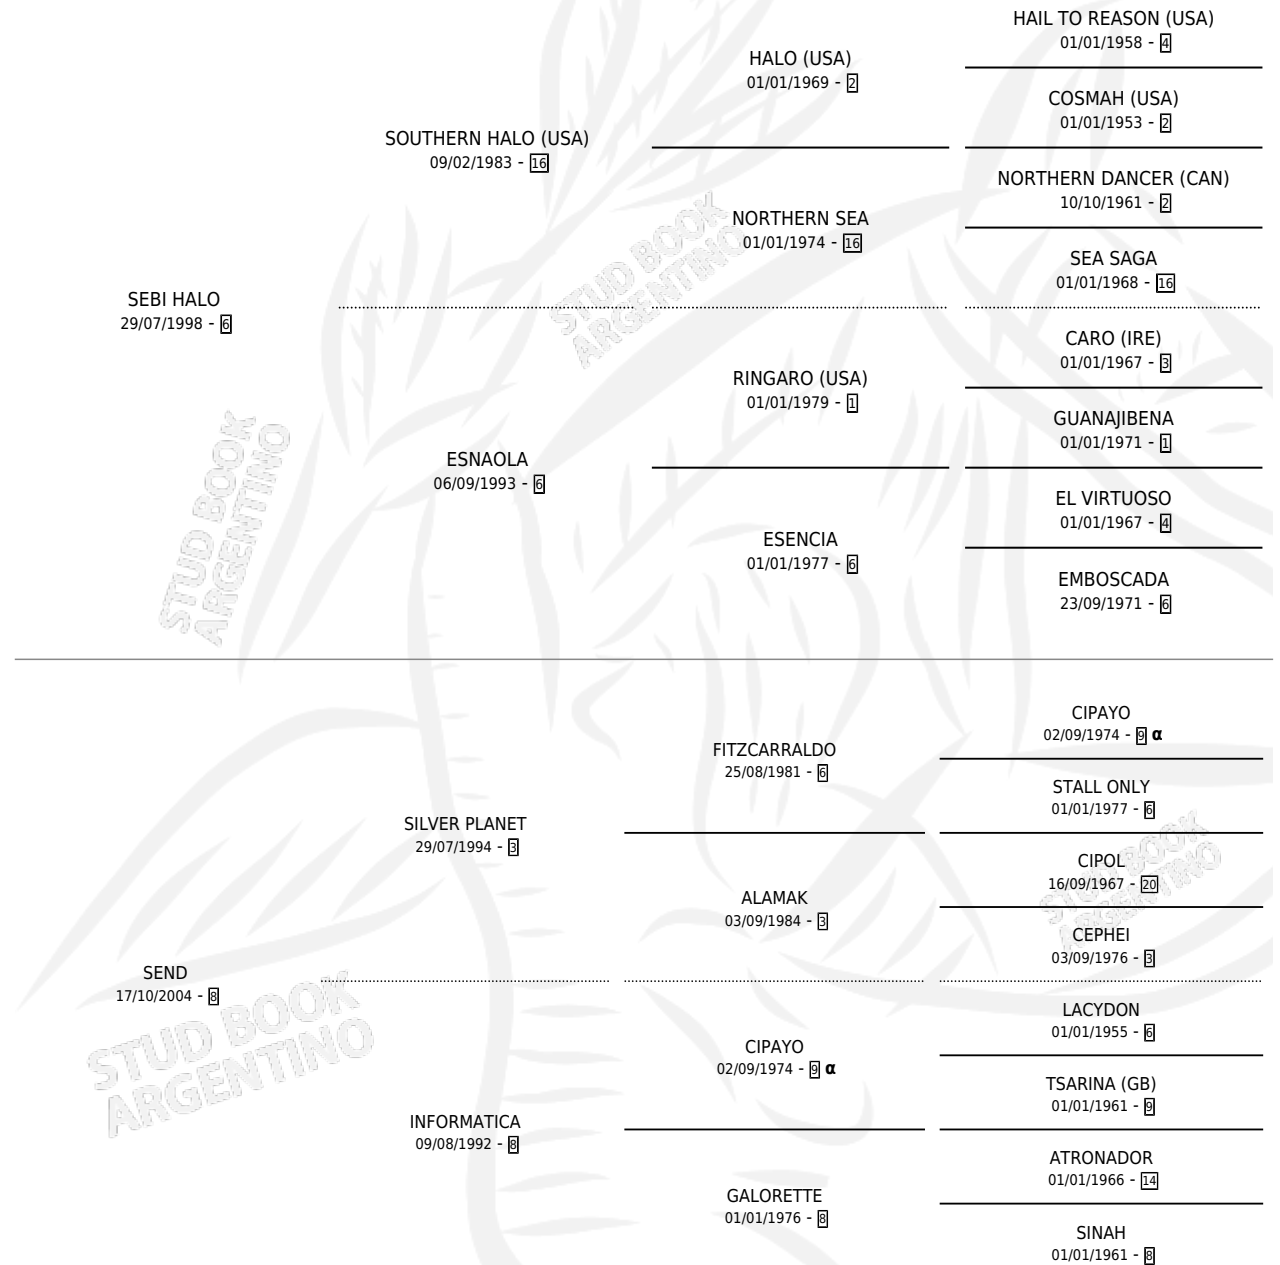 HAIL TO REASON (USA)
01/01/1958 - 4
HALO (USA)
01/01/1969 - 2
COSMAH (USA)
01/01/1953 - 2
SOUTHERN HALO (USA)
09/02/1983 - 16
NORTHERN DANCER (CAN)
10/10/1961 - 2
NORTHERN SEA
01/01/1974 - 16
SEA SAGA
01/01/1968 - 16
SEBI HALO
29/07/1998 - 6
STUD BOOK
ARGENTINO
CARO (IRE)
01/01/1967 - 3
RINGARO (USA)
01/01/1979 - 1
GUANAJIBENA
01/01/1971 - 1
ESNAOLA
06/09/1993 - 6
EL VIRTUOSO
01/01/1967 - 4
ESENCIA
01/01/1977 - 6
EMBOSCADA
23/09/1971 - 6
STUD BOOK
ARGENTINO
CIPAYO
02/09/1974 - 9 α
FITZCARRALDO
25/08/1981 - 6
STALL ONLY
01/01/1977 - 6
SILVER PLANET
29/07/1994 - 3
CIPOL
16/09/1967 - 20
ALAMAK
03/09/1984 - 3
CEPHEI
03/09/1976 - 3
STUD BOOK
ARGENTINO
SEND
17/10/2004 - 8
LACYDON
01/01/1955 - 6
CIPAYO
02/09/1974 - 9 α
TSARINA (GB)
01/01/1961 - 9
STUD BOOK
ARGENTINO
INFORMATICA
09/08/1992 - 8
ATRONADOR
01/01/1966 - 14
GALORETTE
01/01/1976 - 8
SINAH
01/01/1961 - 8